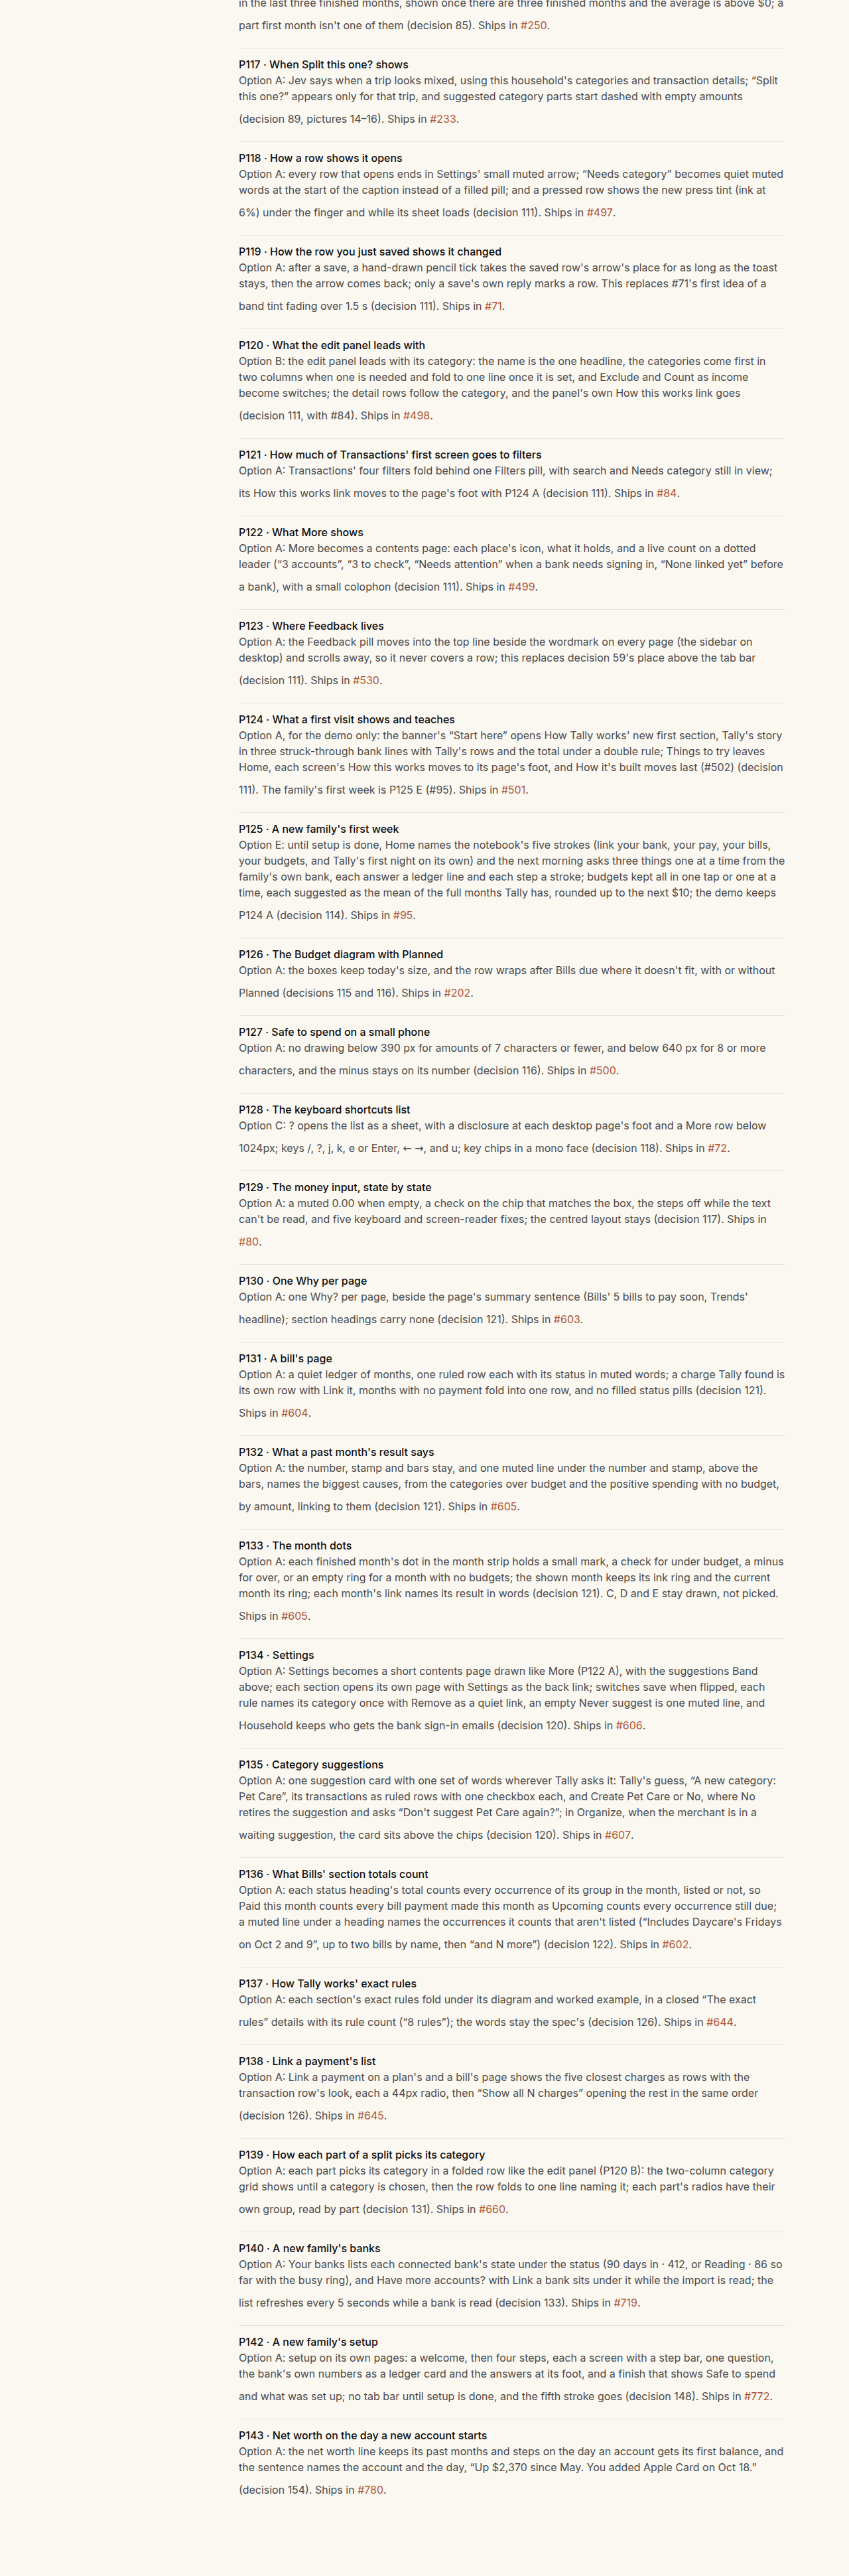 in the last three finished months, shown once there are three finished months and the average is above $0; a
part first month isn't one of them (decision 85). Ships in #250.
P117 · When Split this one? shows
Option A: Jev says when a trip looks mixed, using this household's categories and transaction details; “Split
this one?” appears only for that trip, and suggested category parts start dashed with empty amounts
(decision 89, pictures 14–16). Ships in #233.
P118 · How a row shows it opens
Option A: every row that opens ends in Settings' small muted arrow; “Needs category” becomes quiet muted
words at the start of the caption instead of a filled pill; and a pressed row shows the new press tint (ink at
6%) under the finger and while its sheet loads (decision 111). Ships in #497.
P119 · How the row you just saved shows it changed
Option A: after a save, a hand-drawn pencil tick takes the saved row's arrow's place for as long as the toast
stays, then the arrow comes back; only a save's own reply marks a row. This replaces #71's first idea of a
band tint fading over 1.5 s (decision 111). Ships in #71.
P120 · What the edit panel leads with
Option B: the edit panel leads with its category: the name is the one headline, the categories come first in
two columns when one is needed and fold to one line once it is set, and Exclude and Count as income
become switches; the detail rows follow the category, and the panel's own How this works link goes
(decision 111, with #84). Ships in #498.
P121 · How much of Transactions' first screen goes to filters
Option A: Transactions' four filters fold behind one Filters pill, with search and Needs category still in view;
its How this works link moves to the page's foot with P124 A (decision 111). Ships in #84.
P122 · What More shows
Option A: More becomes a contents page: each place's icon, what it holds, and a live count on a dotted
leader (“3 accounts”, “3 to check”, “Needs attention” when a bank needs signing in, “None linked yet” before
a bank), with a small colophon (decision 111). Ships in #499.
P123 · Where Feedback lives
Option A: the Feedback pill moves into the top line beside the wordmark on every page (the sidebar on
desktop) and scrolls away, so it never covers a row; this replaces decision 59's place above the tab bar
(decision 111). Ships in #530.
P124 · What a first visit shows and teaches
Option A, for the demo only: the banner's “Start here” opens How Tally works' new first section, Tally's story
in three struck-through bank lines with Tally's rows and the total under a double rule; Things to try leaves
Home, each screen's How this works moves to its page's foot, and How it's built moves last (#502) (decision
111). The family's first week is P125 E (#95). Ships in #501.
P125 · A new family's first week
Option E: until setup is done, Home names the notebook's five strokes (link your bank, your pay, your bills,
your budgets, and Tally's first night on its own) and the next morning asks three things one at a time from the
family's own bank, each answer a ledger line and each step a stroke; budgets kept all in one tap or one at a
time, each suggested as the mean of the full months Tally has, rounded up to the next $10; the demo keeps
P124 A (decision 114). Ships in #95.
P126 · The Budget diagram with Planned
Option A: the boxes keep today's size, and the row wraps after Bills due where it doesn't fit, with or without
Planned (decisions 115 and 116). Ships in #202.
P127 · Safe to spend on a small phone
Option A: no drawing below 390 px for amounts of 7 characters or fewer, and below 640 px for 8 or more
characters, and the minus stays on its number (decision 116). Ships in #500.
P128 · The keyboard shortcuts list
Option C: ? opens the list as a sheet, with a disclosure at each desktop page's foot and a More row below
1024px; keys /, ?, j, k, e or Enter, ← →, and u; key chips in a mono face (decision 118). Ships in #72.
P129 · The money input, state by state
Option A: a muted 0.00 when empty, a check on the chip that matches the box, the steps off while the text
can't be read, and five keyboard and screen-reader fixes; the centred layout stays (decision 117). Ships in
#80.
P130 · One Why per page
Option A: one Why? per page, beside the page's summary sentence (Bills' 5 bills to pay soon, Trends'
headline); section headings carry none (decision 121). Ships in #603.
P131 · A bill's page
Option A: a quiet ledger of months, one ruled row each with its status in muted words; a charge Tally found is
its own row with Link it, months with no payment fold into one row, and no filled status pills (decision 121).
Ships in #604.
P132 · What a past month's result says
Option A: the number, stamp and bars stay, and one muted line under the number and stamp, above the
bars, names the biggest causes, from the categories over budget and the positive spending with no budget,
by amount, linking to them (decision 121). Ships in #605.
P133 · The month dots
Option A: each finished month's dot in the month strip holds a small mark, a check for under budget, a minus
for over, or an empty ring for a month with no budgets; the shown month keeps its ink ring and the current
month its ring; each month's link names its result in words (decision 121). C, D and E stay drawn, not picked.
Ships in #605.
P134 · Settings
Option A: Settings becomes a short contents page drawn like More (P122 A), with the suggestions Band
above; each section opens its own page with Settings as the back link; switches save when flipped, each
rule names its category once with Remove as a quiet link, an empty Never suggest is one muted line, and
Household keeps who gets the bank sign-in emails (decision 120). Ships in #606.
P135 · Category suggestions
Option A: one suggestion card with one set of words wherever Tally asks it: Tally's guess, “A new category:
Pet Care”, its transactions as ruled rows with one checkbox each, and Create Pet Care or No, where No
retires the suggestion and asks “Don't suggest Pet Care again?”; in Organize, when the merchant is in a
waiting suggestion, the card sits above the chips (decision 120). Ships in #607.
P136 · What Bills' section totals count
Option A: each status heading's total counts every occurrence of its group in the month, listed or not, so
Paid this month counts every bill payment made this month as Upcoming counts every occurrence still due;
a muted line under a heading names the occurrences it counts that aren't listed (“Includes Daycare's Fridays
on Oct 2 and 9”, up to two bills by name, then “and N more”) (decision 122). Ships in #602.
P137 · How Tally works' exact rules
Option A: each section's exact rules fold under its diagram and worked example, in a closed “The exact
rules” details with its rule count (“8 rules”); the words stay the spec's (decision 126). Ships in #644.
P138 · Link a payment's list
Option A: Link a payment on a plan's and a bill's page shows the five closest charges as rows with the
transaction row's look, each a 44px radio, then “Show all N charges” opening the rest in the same order
(decision 126). Ships in #645.
P139 · How each part of a split picks its category
Option A: each part picks its category in a folded row like the edit panel (P120 B): the two-column category
grid shows until a category is chosen, then the row folds to one line naming it; each part's radios have their
own group, read by part (decision 131). Ships in #660.
P140 · A new family's banks
Option A: Your banks lists each connected bank's state under the status (90 days in · 412, or Reading · 86 so
far with the busy ring), and Have more accounts? with Link a bank sits under it while the import is read; the
list refreshes every 5 seconds while a bank is read (decision 133). Ships in #719.
P142 · A new family's setup
Option A: setup on its own pages: a welcome, then four steps, each a screen with a step bar, one question,
the bank's own numbers as a ledger card and the answers at its foot, and a finish that shows Safe to spend
and what was set up; no tab bar until setup is done, and the fifth stroke goes (decision 148). Ships in #772.
P143 · Net worth on the day a new account starts
Option A: the net worth line keeps its past months and steps on the day an account gets its first balance, and
the sentence names the account and the day, “Up $2,370 since May. You added Apple Card on Oct 18.”
(decision 154). Ships in #780.